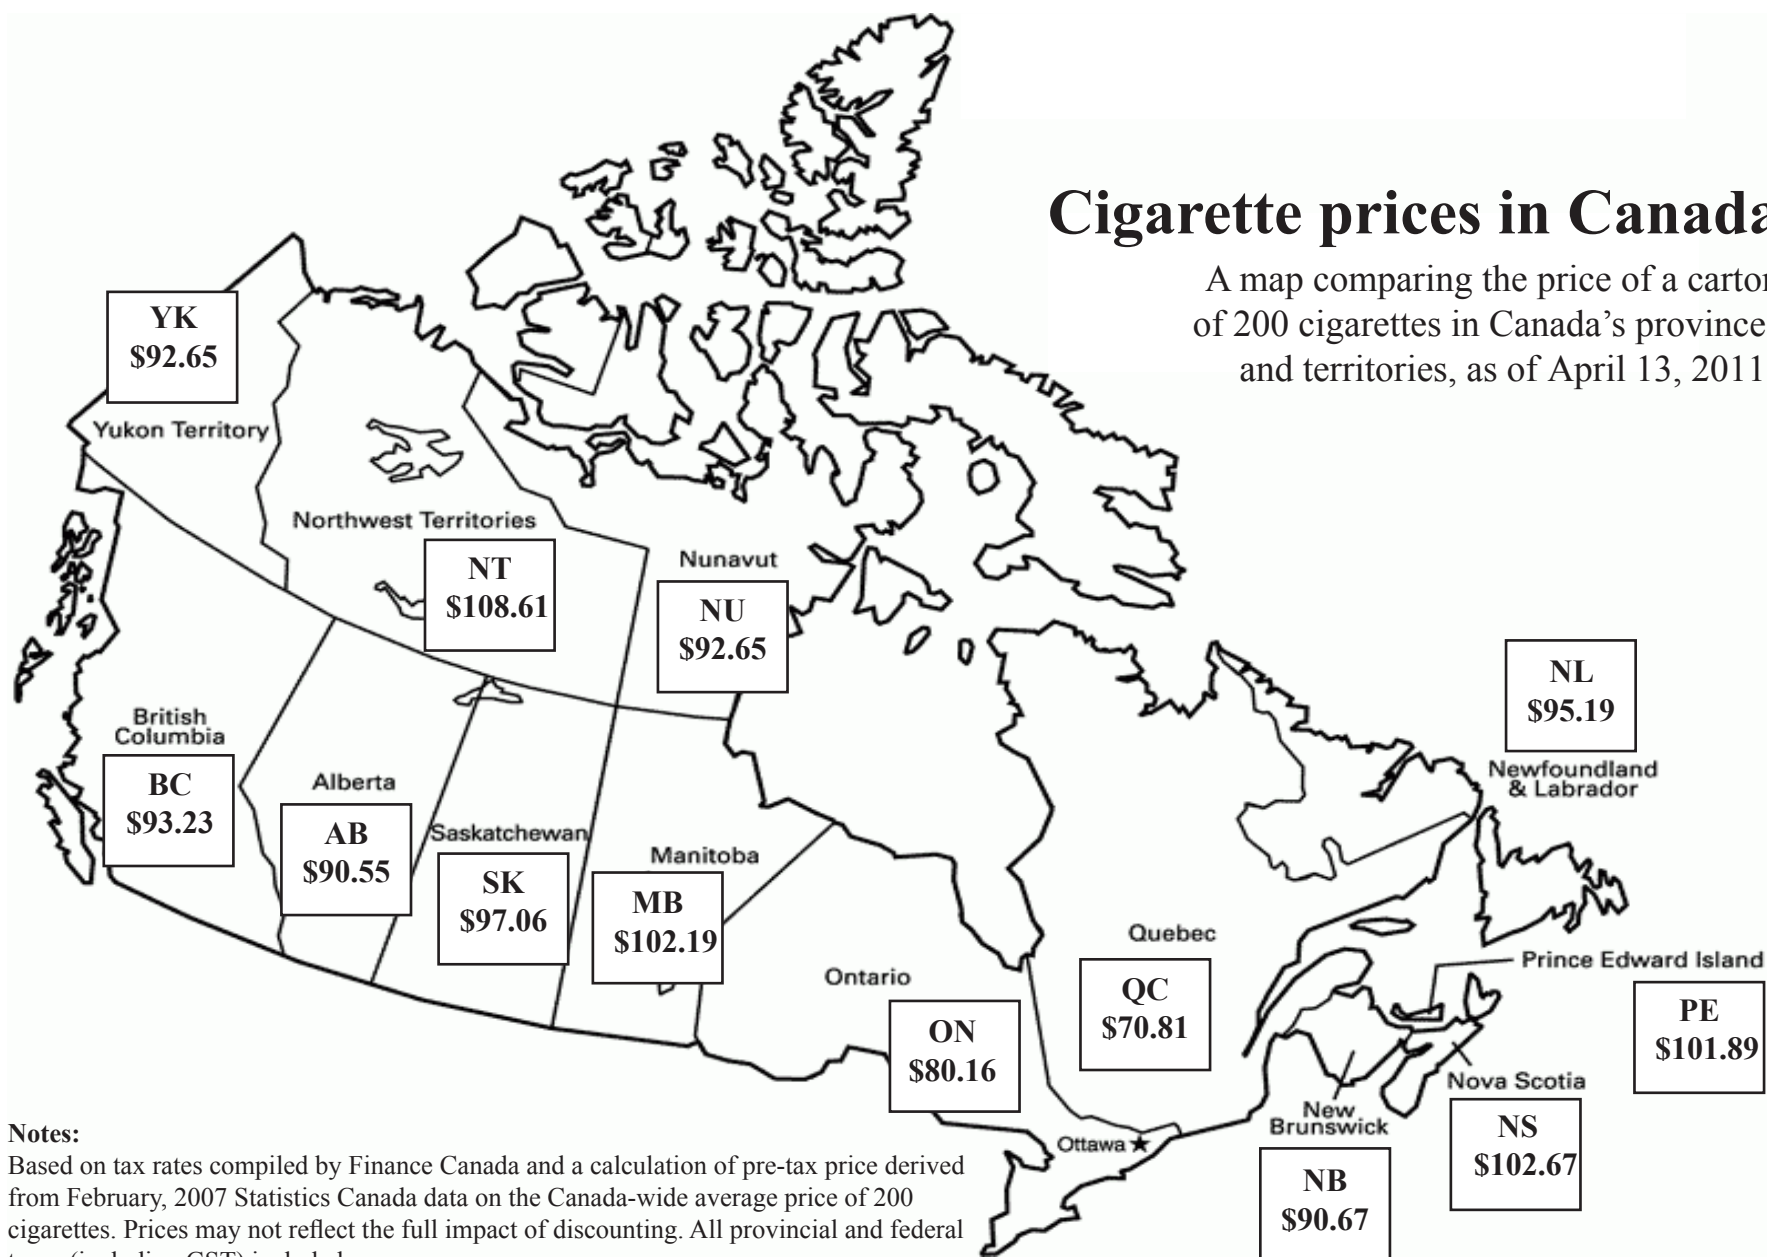 Cigarette prices in Canada
A map comparing the price of a carton
of 200 cigarettes in Canada’s province
and territories, as of April 13, 2011
YK
$92.65
Yukon Territory
Northwest Territories
NT
$108.61
Nunavut
NU
$92.65
NL
$95.19
Newfoundland
& Labrador
British
Columbia
BC
$93.23
Alberta
AB
$90.55
Saskatchewan
SK
$97.06
Manitoba
MB
$102.19
Ontario
ON
$80.16
Quebec
QC
$70.81
Prince Edward Island
PE
$101.89
Nova Scotia
NS
$102.67
New
Brunswick
NB
$90.67
Ottawa
Notes:
Based on tax rates compiled by Finance Canada and a calculation of pre-tax price derived
from February, 2007 Statistics Canada data on the Canada-wide average price of 200
cigarettes. Prices may not reflect the full impact of discounting. All provincial and federal